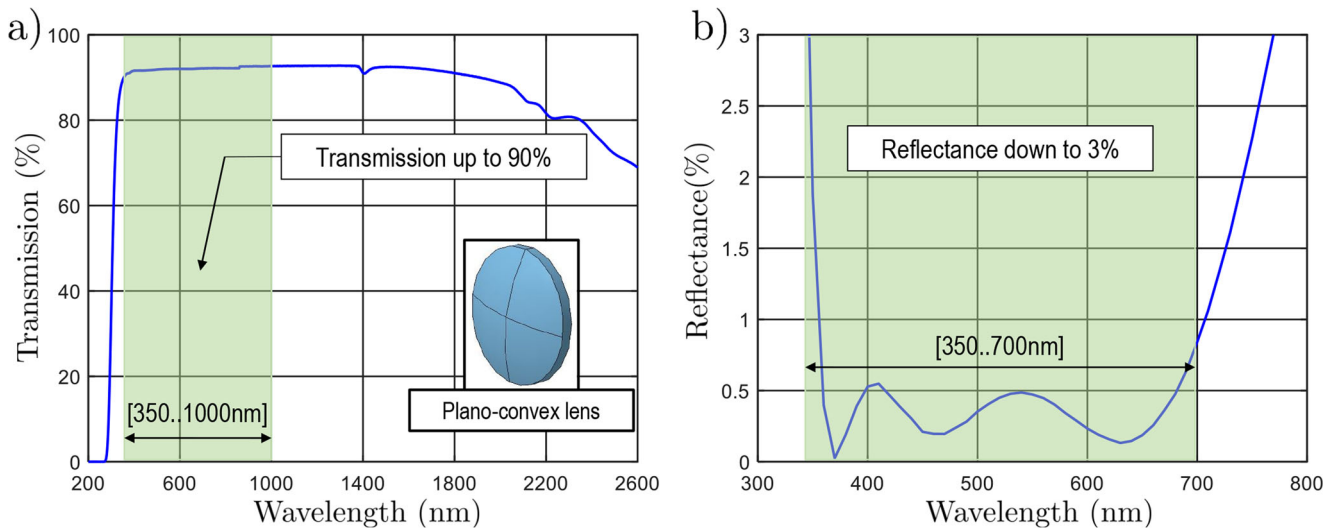 a)
100
80
60
40
20
0
Transmission (%)
Transmission up to 90%
[350..1000nm]
Plano-convex lens
200 600 1000 1400 1800 2200 2600
Wavelength (nm)
b)
3
2.5
2
1.5
1
0.5
0
Reflectance(%)
Reflectance down to 3%
[350..700nm]
300 400 500 600 700 800
Wavelength (nm)